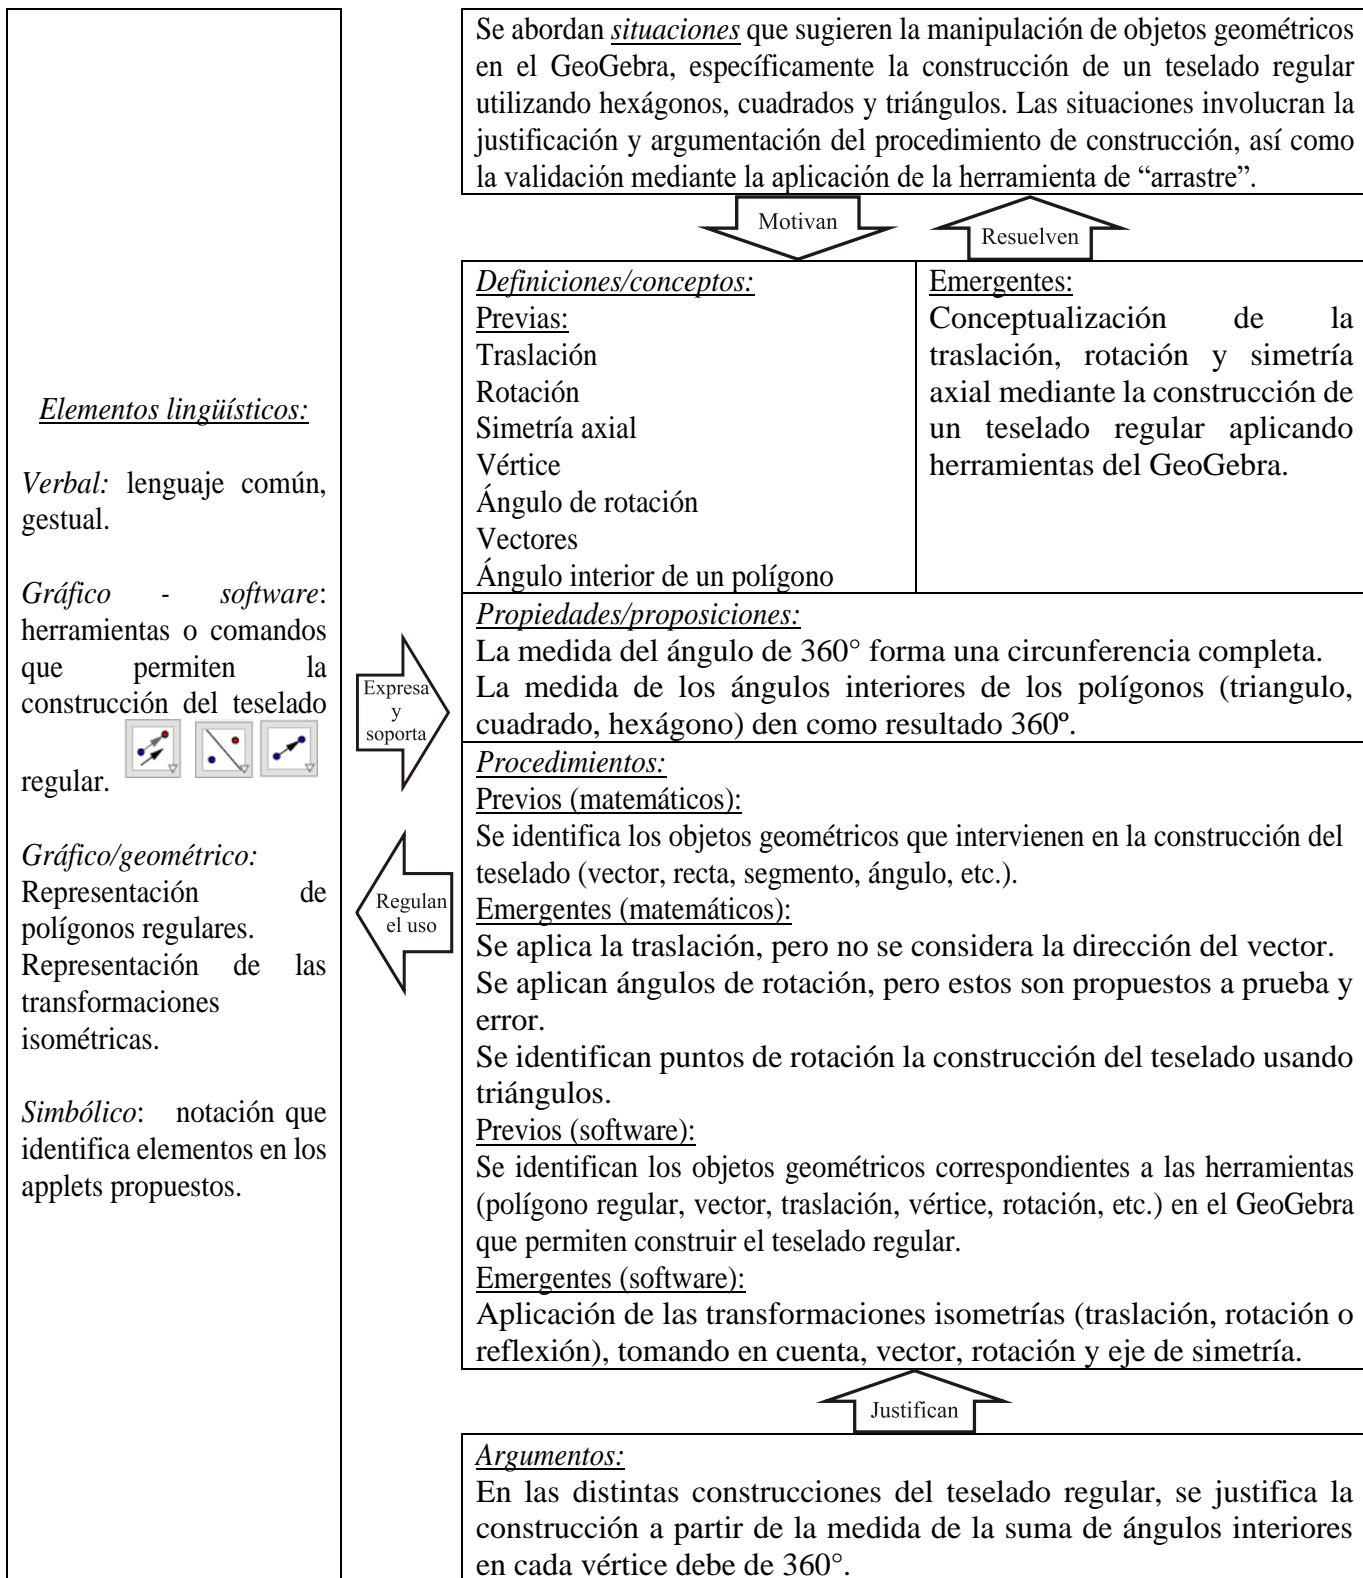 Se abordan situaciones que sugieren la manipulación de objetos geométricos
en el GeoGebra, específicamente la construcción de un teselado regular
utilizando hexágonos, cuadrados y triángulos. Las situaciones involucran la
justificación y argumentación del procedimiento de construcción, así como
la validación mediante la aplicación de la herramienta de “arrastre”.
Motivan
Resuelven
Elementos lingüísticos:
Verbal: lenguaje común,
gestual.
Gráfico - software:
herramientas o comandos
que permiten la
construcción del teselado
regular.
Gráfico/geométrico:
Representación de
polígonos regulares.
Representación de las
transformaciones
isométricas.
Simbólico: notación que
identifica elementos en los
applets propuestos.
Expresa
y
soporta
Regulan
el uso
Definiciones/conceptos:
Previas:
Traslación
Rotación
Simetría axial
Vértice
Ángulo de rotación
Vectores
Ángulo interior de un polígono
Emergentes:
Conceptualización de la
traslación, rotación y simetría
axial mediante la construcción de
un teselado regular aplicando
herramientas del GeoGebra.
Propiedades/proposiciones:
La medida del ángulo de 360° forma una circunferencia completa.
La medida de los ángulos interiores de los polígonos (triangulo,
cuadrado, hexágono) den como resultado 360º.
Procedimientos:
Previos (matemáticos):
Se identifica los objetos geométricos que intervienen en la construcción del
teselado (vector, recta, segmento, ángulo, etc.).
Emergentes (matemáticos):
Se aplica la traslación, pero no se considera la dirección del vector.
Se aplican ángulos de rotación, pero estos son propuestos a prueba y
error.
Se identifican puntos de rotación la construcción del teselado usando
triángulos.
Previos (software):
Se identifican los objetos geométricos correspondientes a las herramientas
(polígono regular, vector, traslación, vértice, rotación, etc.) en el GeoGebra
que permiten construir el teselado regular.
Emergentes (software):
Aplicación de las transformaciones isometrías (traslación, rotación o
reflexión), tomando en cuenta, vector, rotación y eje de simetría.
Justifican
Argumentos:
En las distintas construcciones del teselado regular, se justifica la
construcción a partir de la medida de la suma de ángulos interiores
en cada vértice debe de 360°.